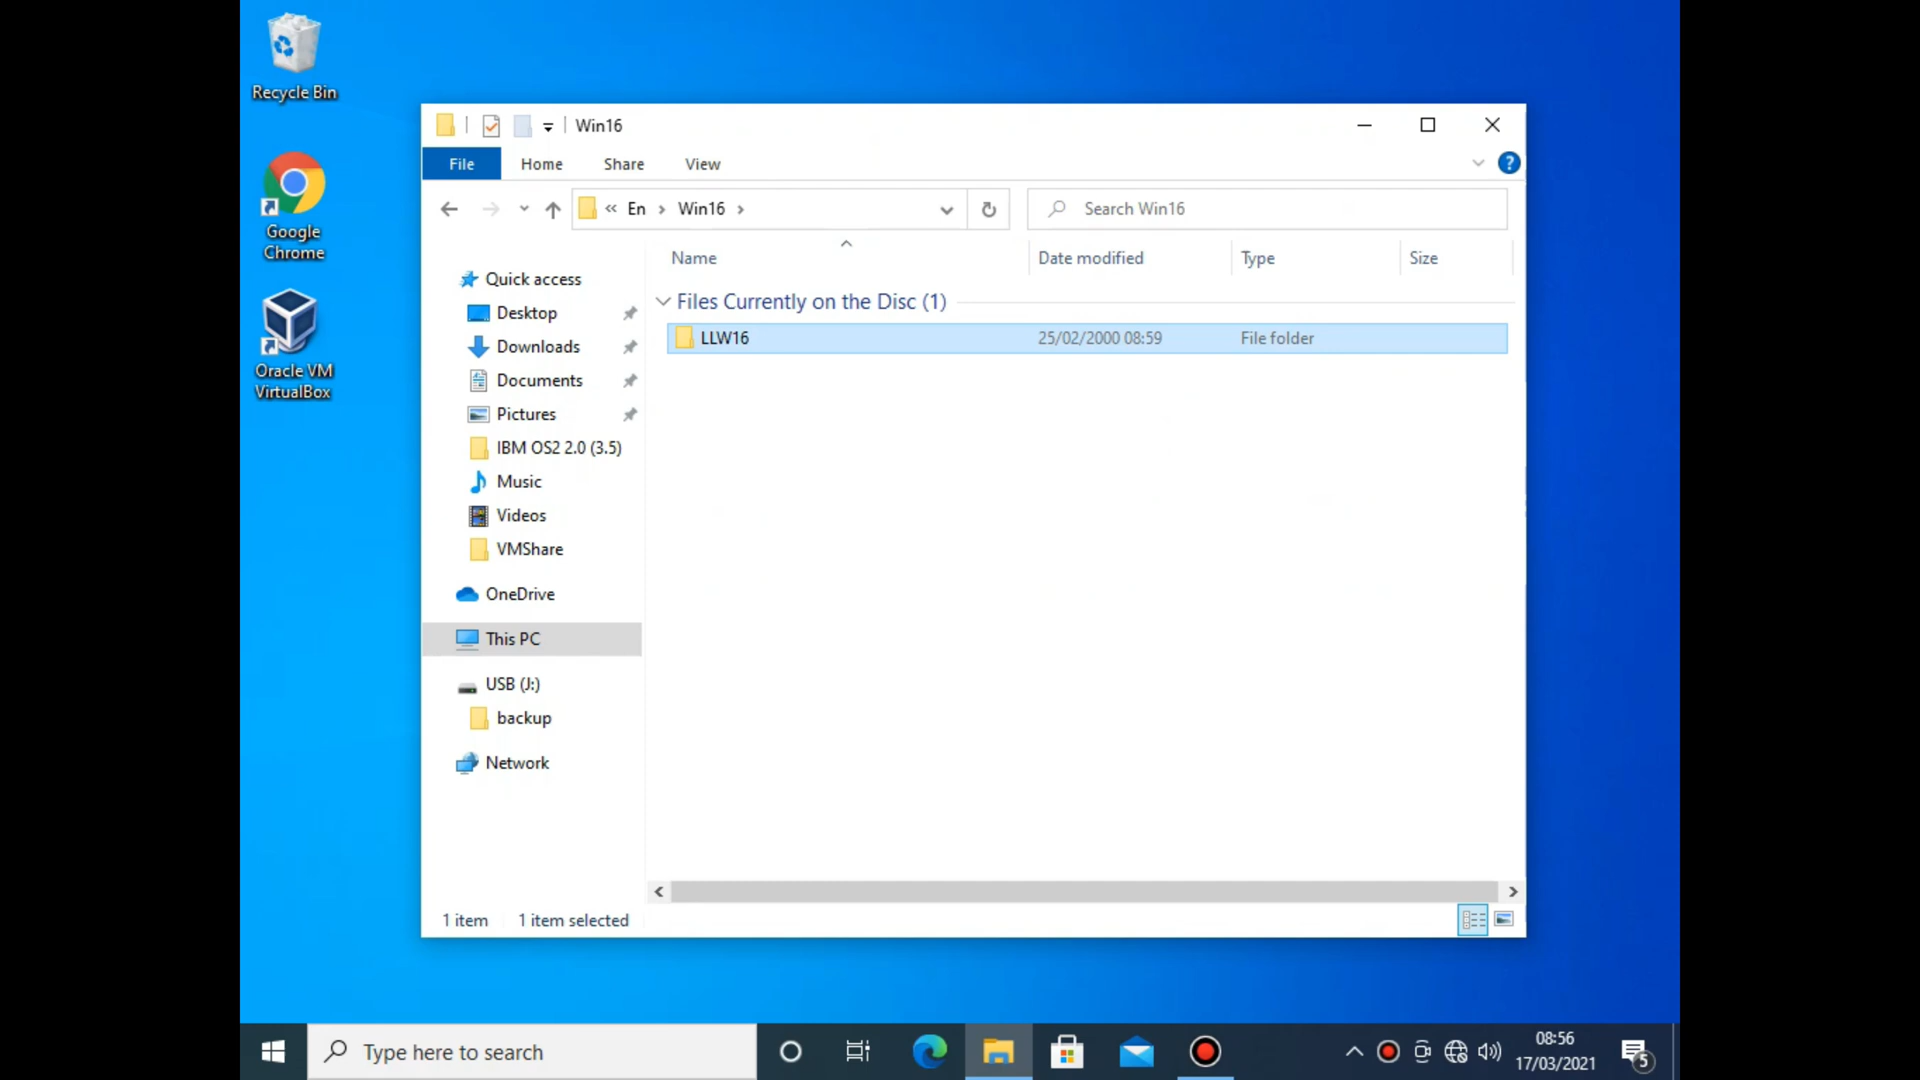 Recycle Bin
Google
Chrome
Oracle VM
VirtualBox
Win16
File Home Share View
« En > Win16 >
Search Win16
Name Date modified Type Size
Files Currently on the Disc (1)
LLW16 25/02/2000 08:59 File folder
Quick access
Desktop
Downloads
Documents
Pictures
IBM OS2 2.0 (3.5)
Music
Videos
VMShare
OneDrive
This PC
USB (J:)
backup
Network
1 item 1 item selected
Type here to search
08:56
17/03/2021
5